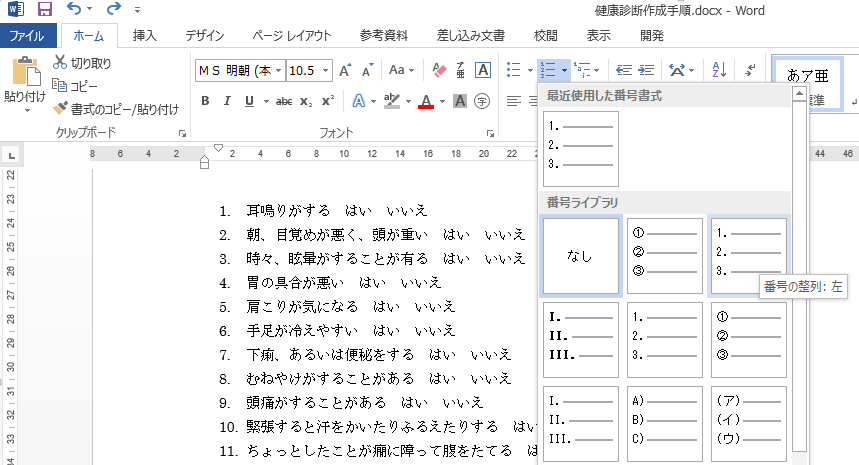 健康診断作成手順.docx - Word
ファイル ホーム 挿入 デザイン ページ レイアウト 参考資料 差し込み文書 校閲 表示 開発
貼り付け
切り取り
コピー
書式のコピー/貼り付け
クリップボード
ＭＳ 明朝 (本 10.5 A A Aa ア亜 A
B I U abc x₂ x² A ab A A 字
フォント
あア亜
標準
最近使用した番号書式
1.
2.
3.
番号ライブラリ
なし
①
②
③
1.
2.
3.
番号の整列: 左
I.
II.
III.
1.
2.
3.
①
②
③
I.
II.
III.
A)
B)
C)
(ア)
(イ)
(ウ)
L 8 6 4 2 2 4 6 8 10 12 14 16 18 20 22 44 46
22
23
24
25
26
27
28
29
30
31
32
33
34
1. 耳鳴りがする　はい　いいえ
2. 朝、目覚めが悪く、頭が重い　はい　いいえ
3. 時々、眩暈がすることが有る　はい　いいえ
4. 胃の具合が悪い　はい　いいえ
5. 肩こりが気になる　はい　いいえ
6. 手足が冷えやすい　はい　いいえ
7. 下痢、あるいは便秘をする　はい　いいえ
8. むねやけがすることがある　はい　いいえ
9. 頭痛がすることがある　はい　いいえ
10. 緊張すると汗をかいたりふるえたりする　はい
11. ちょっとしたことが癇に障って腹をたてる　は